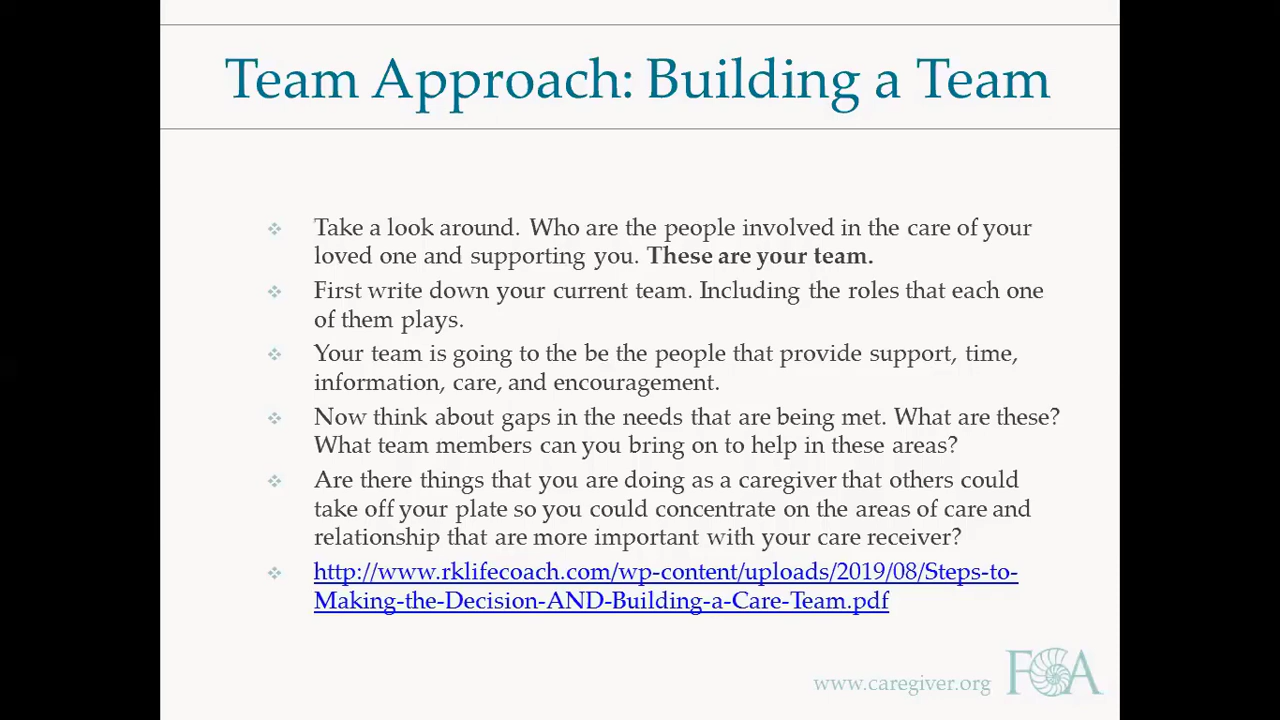 Team Approach: Building a Team
Take a look around. Who are the people involved in the care of your
loved one and supporting you. These are your team.
First write down your current team. Including the roles that each one
of them plays.
Your team is going to the be the people that provide support, time,
information, care, and encouragement.
Now think about gaps in the needs that are being met. What are these?
What team members can you bring on to help in these areas?
Are there things that you are doing as a caregiver that others could
take off your plate so you could concentrate on the areas of care and
relationship that are more important with your care receiver?
http://www.rklifecoach.com/wp-content/uploads/2019/08/Steps-to-
Making-the-Decision-AND-Building-a-Care-Team.pdf
www.caregiver.org FCA